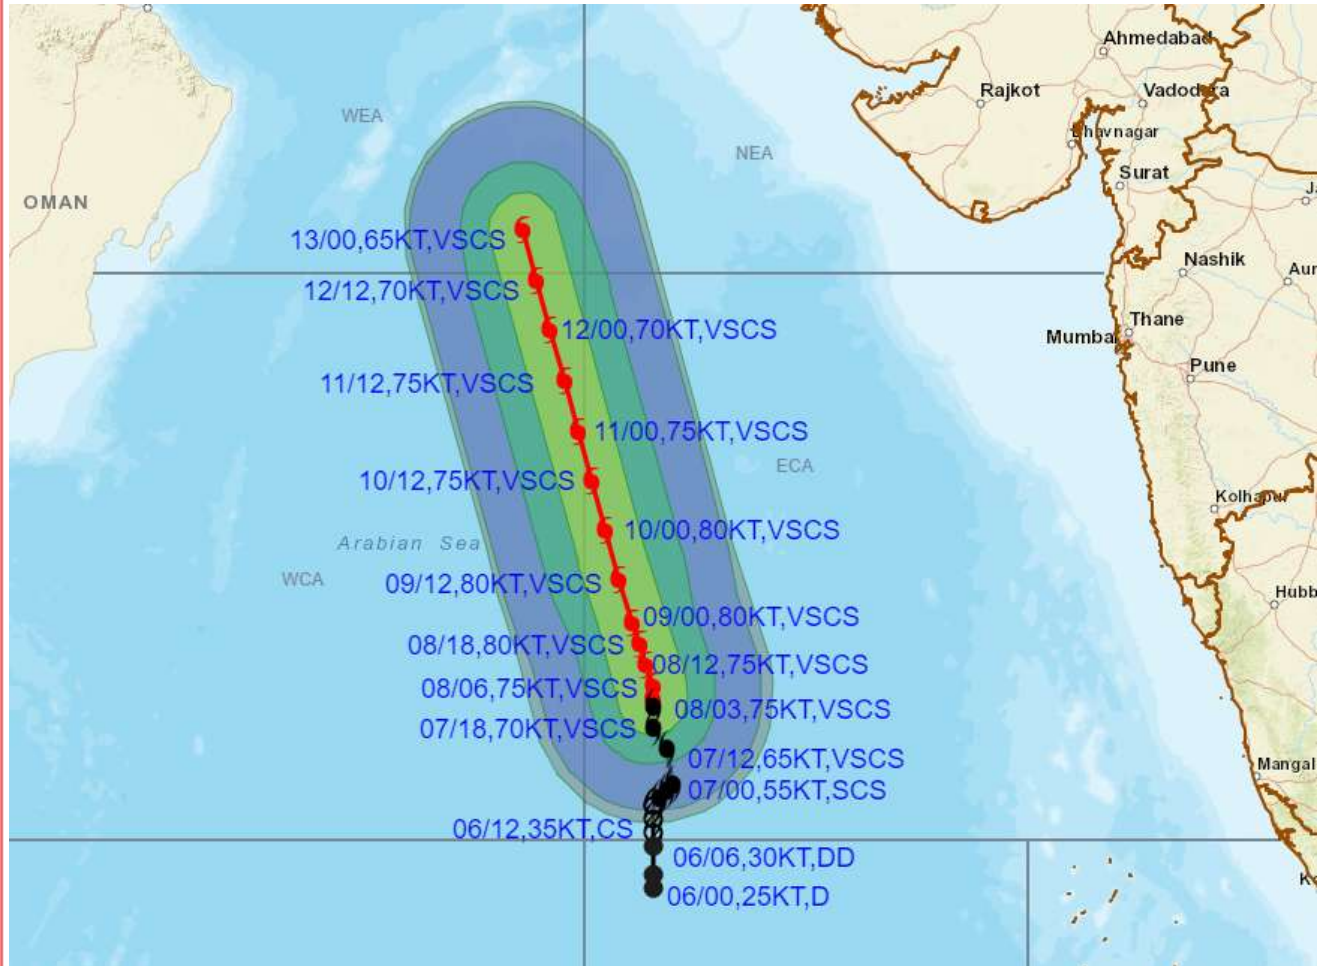 Ahmedabad
Rajkot
Vadodara
WEA
Bhavnagar
NEA
Surat
OMAN
13/00,65KT,VSCS
Nashik
Aur
12/12,70KT,VSCS
12/00,70KT,VSCS
Thane
Mumbai
Pune
11/12,75KT,VSCS
11/00,75KT,VSCS
ECA
10/12,75KT,VSCS
Kolhapur
10/00,80KT,VSCS
Arabian Sea
WCA
09/12,80KT,VSCS
Hubb
09/00,80KT,VSCS
08/18,80KT,VSCS
08/12,75KT,VSCS
08/06,75KT,VSCS
08/03,75KT,VSCS
07/18,70KT,VSCS
07/12,65KT,VSCS
Mangal
07/00,55KT,SCS
06/12,35KT,CS
06/06,30KT,DD
06/00,25KT,D